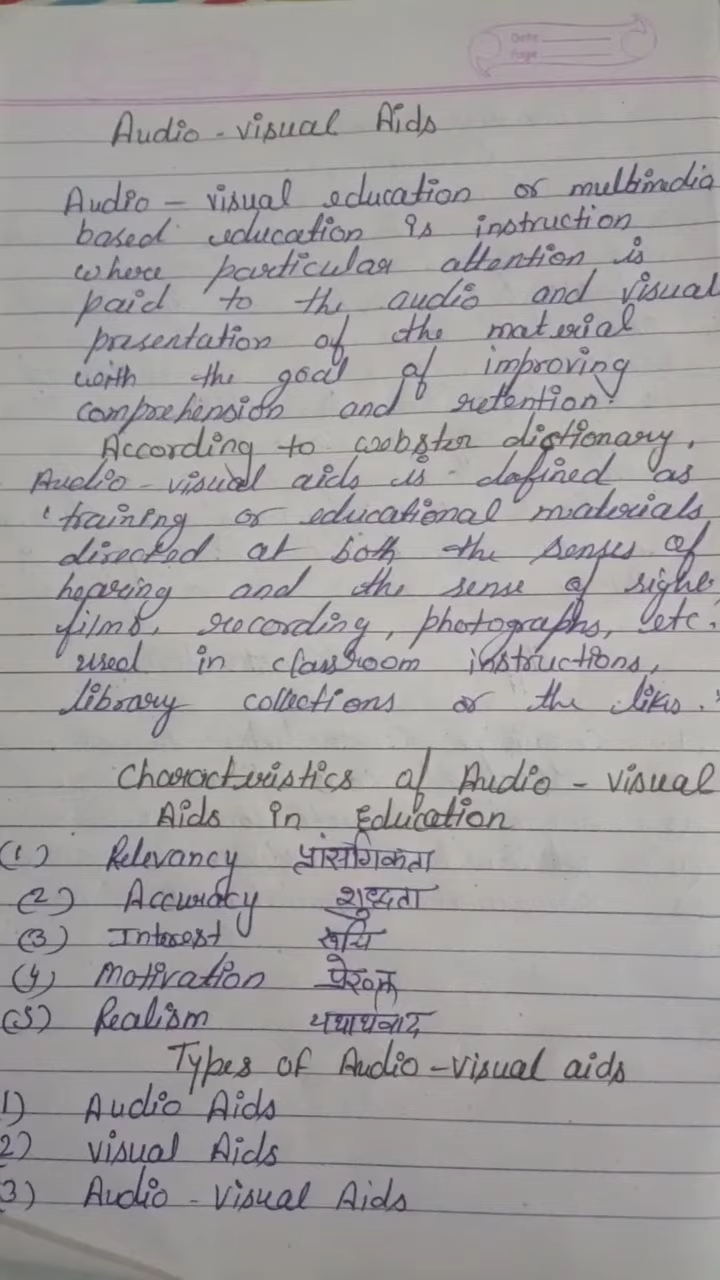 Date
Page
Audio - visual Aids
Audio - visual education or multimedia
based education is instruction
where particular attention is
paid to the audio and visual
presentation of the material
with the goal of improving
comprehension and retention.
According to webster dictionary,
Audio - visual aids is defined as
'training or educational materials
directed at both the senses of
hearing and the sense of sight,
films, recording, photographs, etc.
used in classroom instructions,
library collections or the likes.'
Characteristics of Audio - visual
Aids in Education
(1) Relevancy प्रासंगिकता
(2) Accuracy शुद्धता
(3) Interest रूचि
(4) Motivation
(5) Realism यथार्थवाद
Types of Audio - visual aids
1) Audio Aids
2) visual Aids
3) Audio - visual Aids